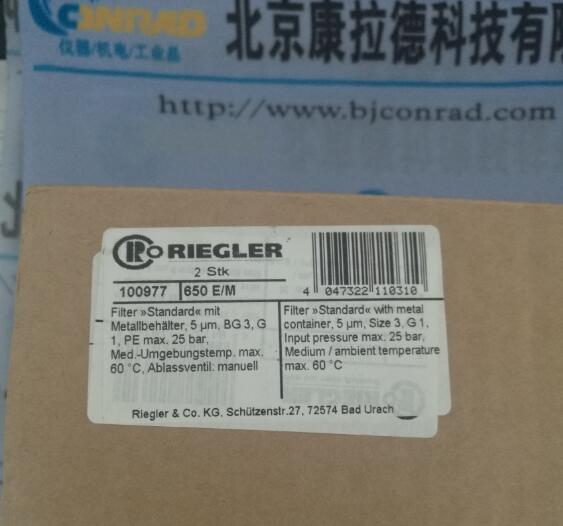 CONRAD
仪器/机电/工业品
北京康拉德科技有限
http://www.bjconrad.com
RIEGLER
2 Stk
100977 650 E/M
4 047322 110310
Filter »Standard« mit
Metallbehälter, 5 µm, BG 3, G
1, PE max. 25 bar,
Med.-Umgebungstemp. max.
60 °C, Ablassventil: manuell
Filter »Standard« with metal
container, 5 µm, Size 3, G 1,
Input pressure max. 25 bar,
Medium / ambient temperature
max. 60 °C
Riegler & Co. KG. Schützenstr.27, 72574 Bad Urach